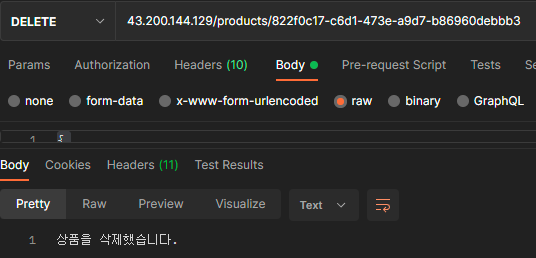 DELETE 43.200.144.129/products/822f0c17-c6d1-473e-a9d7-b86960debbb3
Params Authorization Headers (10) Body Pre-request Script Tests Se
none form-data x-www-form-urlencoded raw binary GraphQL
1 {
Body Cookies Headers (11) Test Results
Pretty Raw Preview Visualize Text
1 상품을 삭제했습니다.